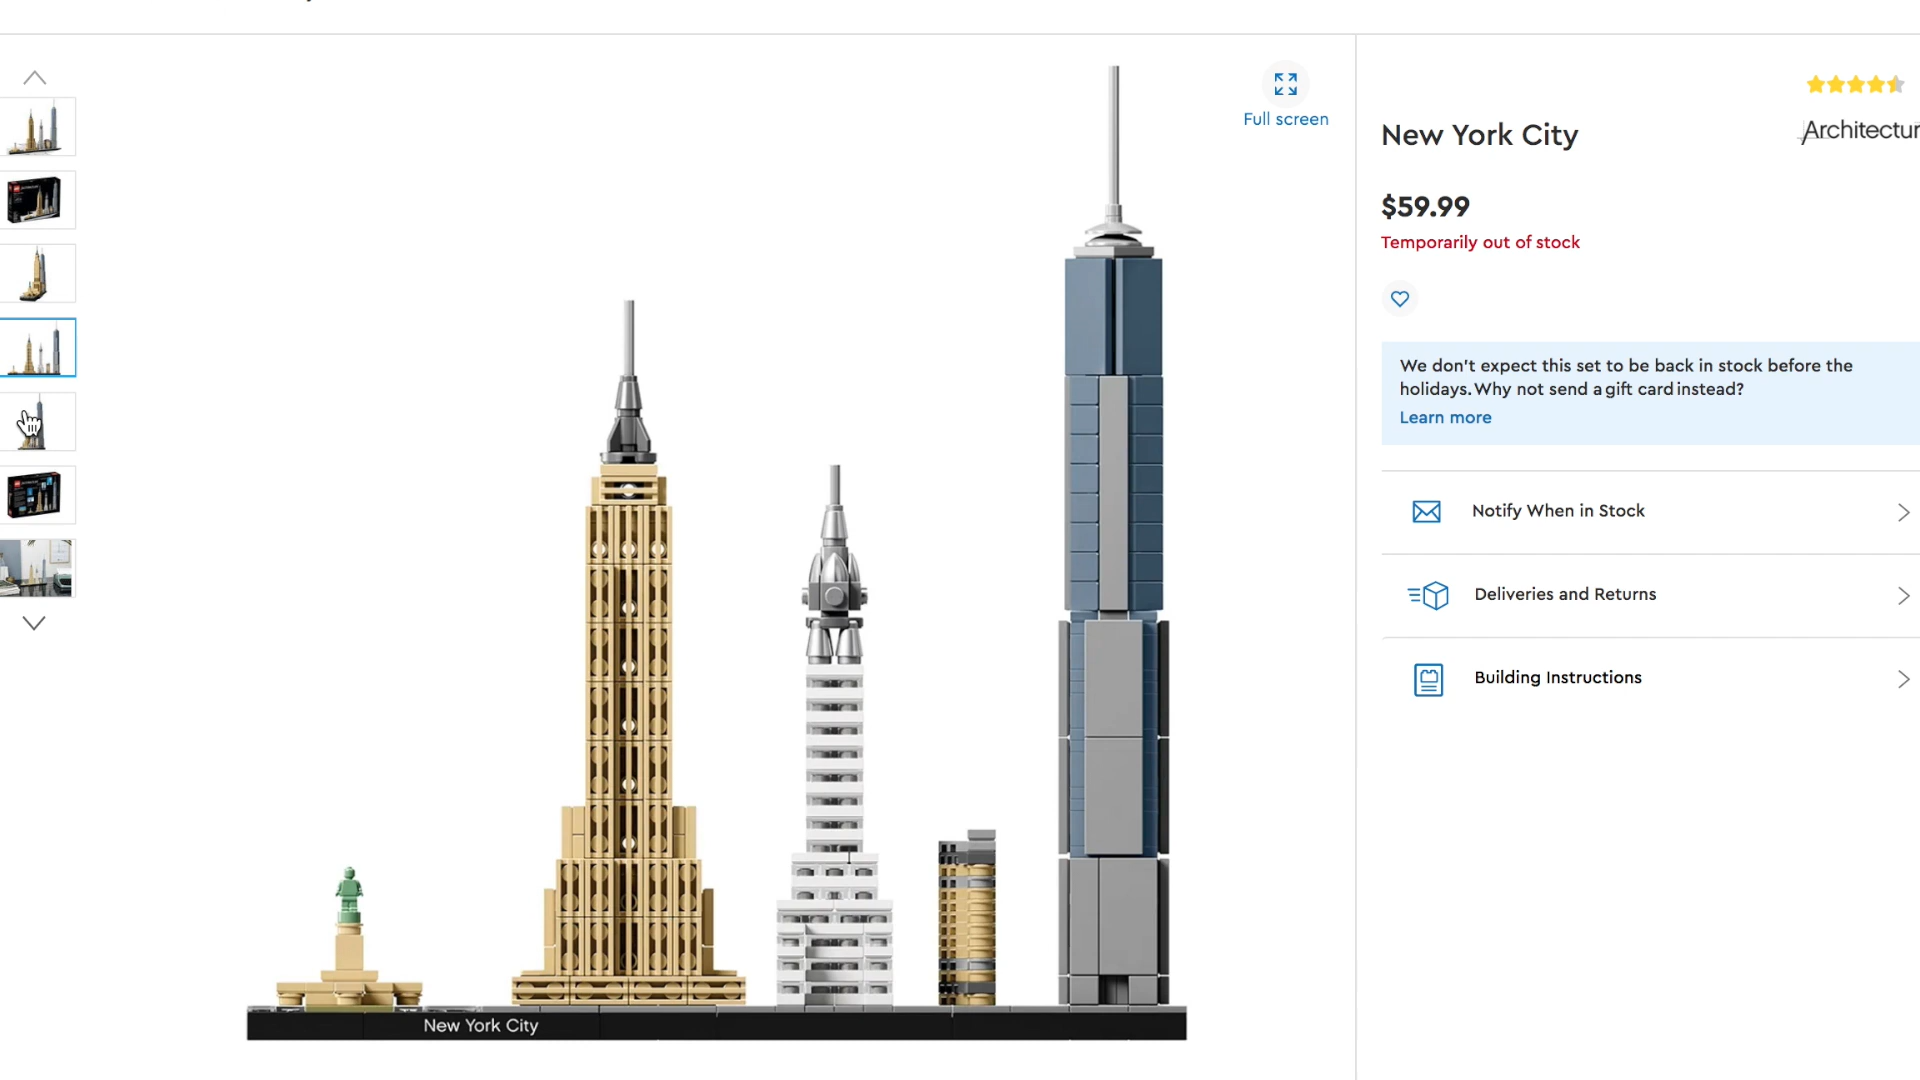 Full screen
New York City
Architectur
$59.99
Temporarily out of stock
We don't expect this set to be back in stock before the
holidays. Why not send a gift card instead?
Learn more
Notify When in Stock
Deliveries and Returns
Building Instructions
New York City